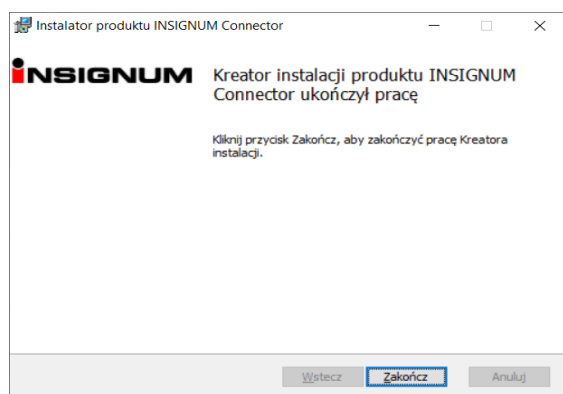 Instalator produktu INSIGNUM Connector
iNSIGNUM
Kreator instalacji produktu INSIGNUM
Connector ukończył pracę
Kliknij przycisk Zakończ, aby zakończyć pracę Kreatora
instalacji.
Wstecz Zakończ Anuluj